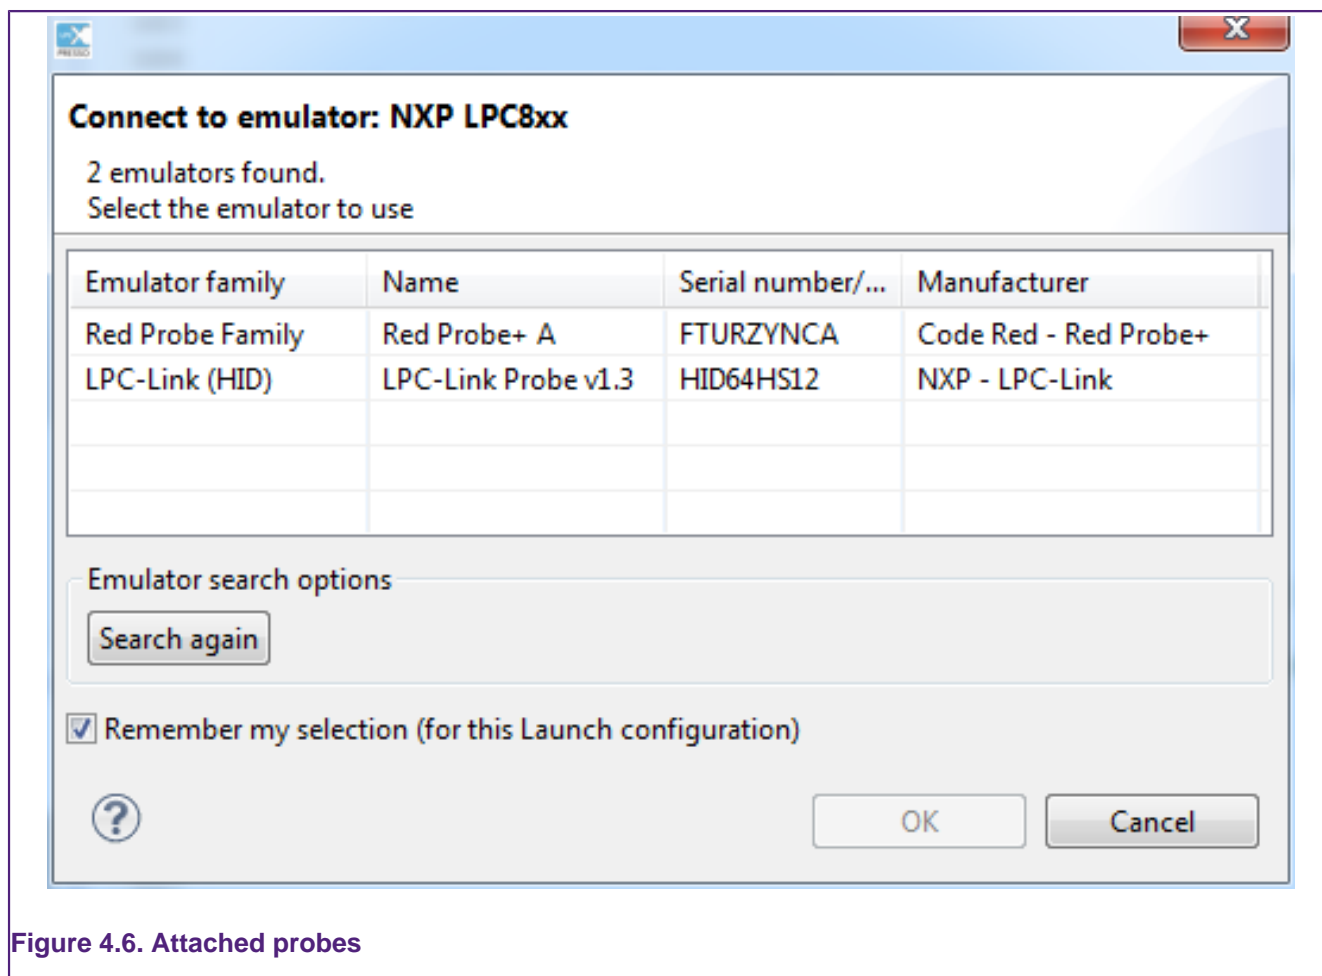 X
PRESSO
X
Connect to emulator: NXP LPC8xx
2 emulators found.
Select the emulator to use
Emulator family Name Serial number/... Manufacturer
Red Probe Family Red Probe+ A FTURZYNCA Code Red - Red Probe+
LPC-Link (HID) LPC-Link Probe v1.3 HID64HS12 NXP - LPC-Link
Emulator search options
Search again
Remember my selection (for this Launch configuration)
?
OK Cancel
Figure 4.6. Attached probes